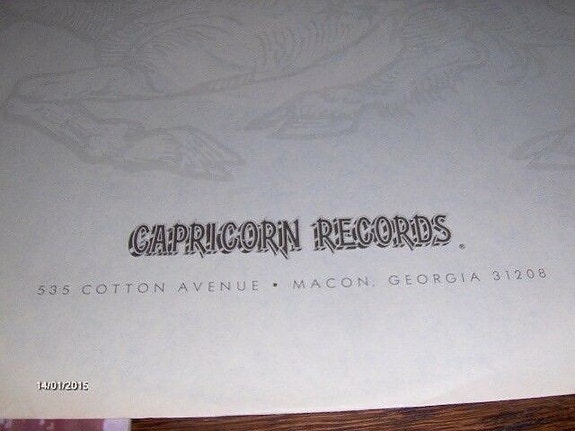 CAPRICORN RECORDS®
535 COTTON AVENUE • MACON, GEORGIA 31208
14/01/2015